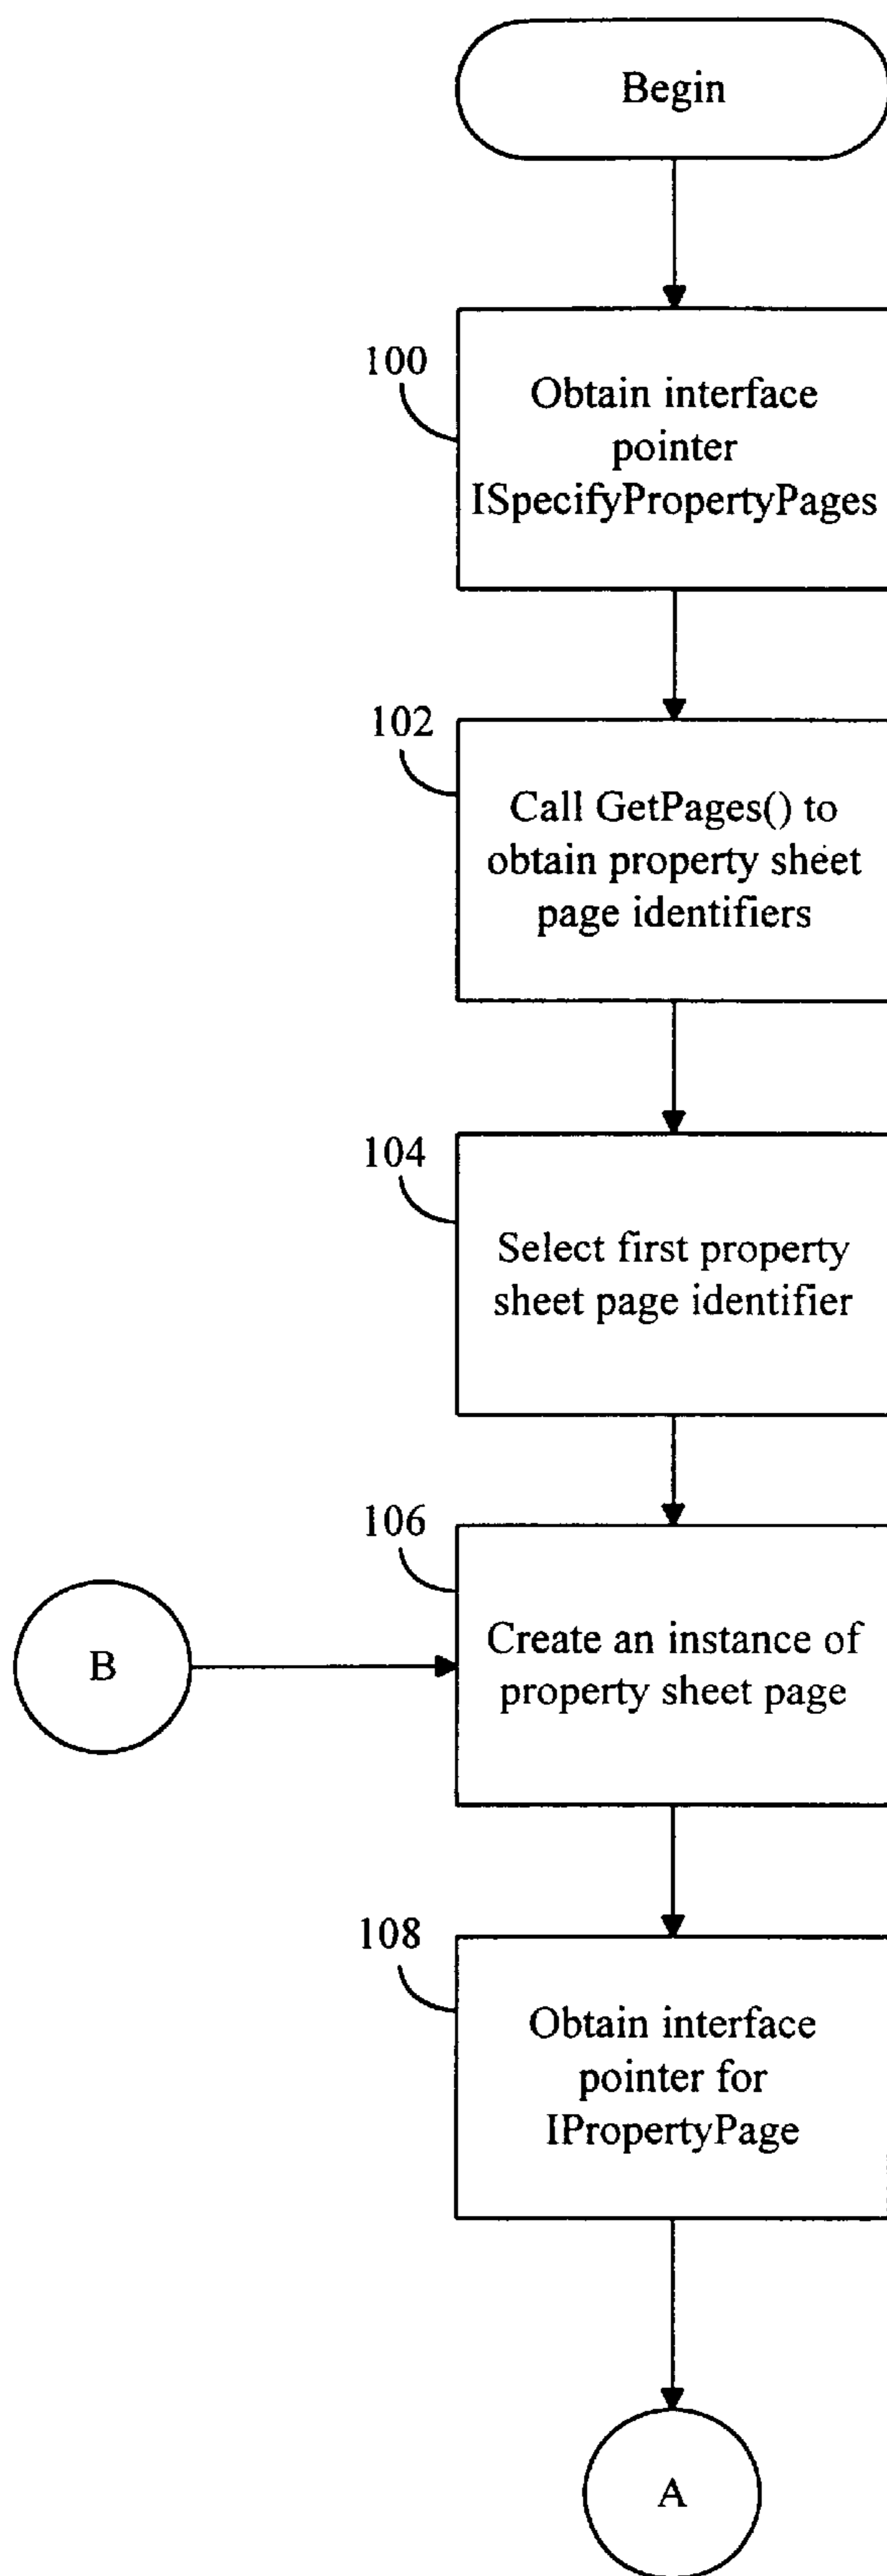 Begin
100
Obtain interface
pointer
ISpecifyPropertyPages
102
Call GetPages() to
obtain property sheet
page identifiers
104
Select first property
sheet page identifier
106
B
Create an instance of
property sheet page
108
Obtain interface
pointer for
IPropertyPage
A